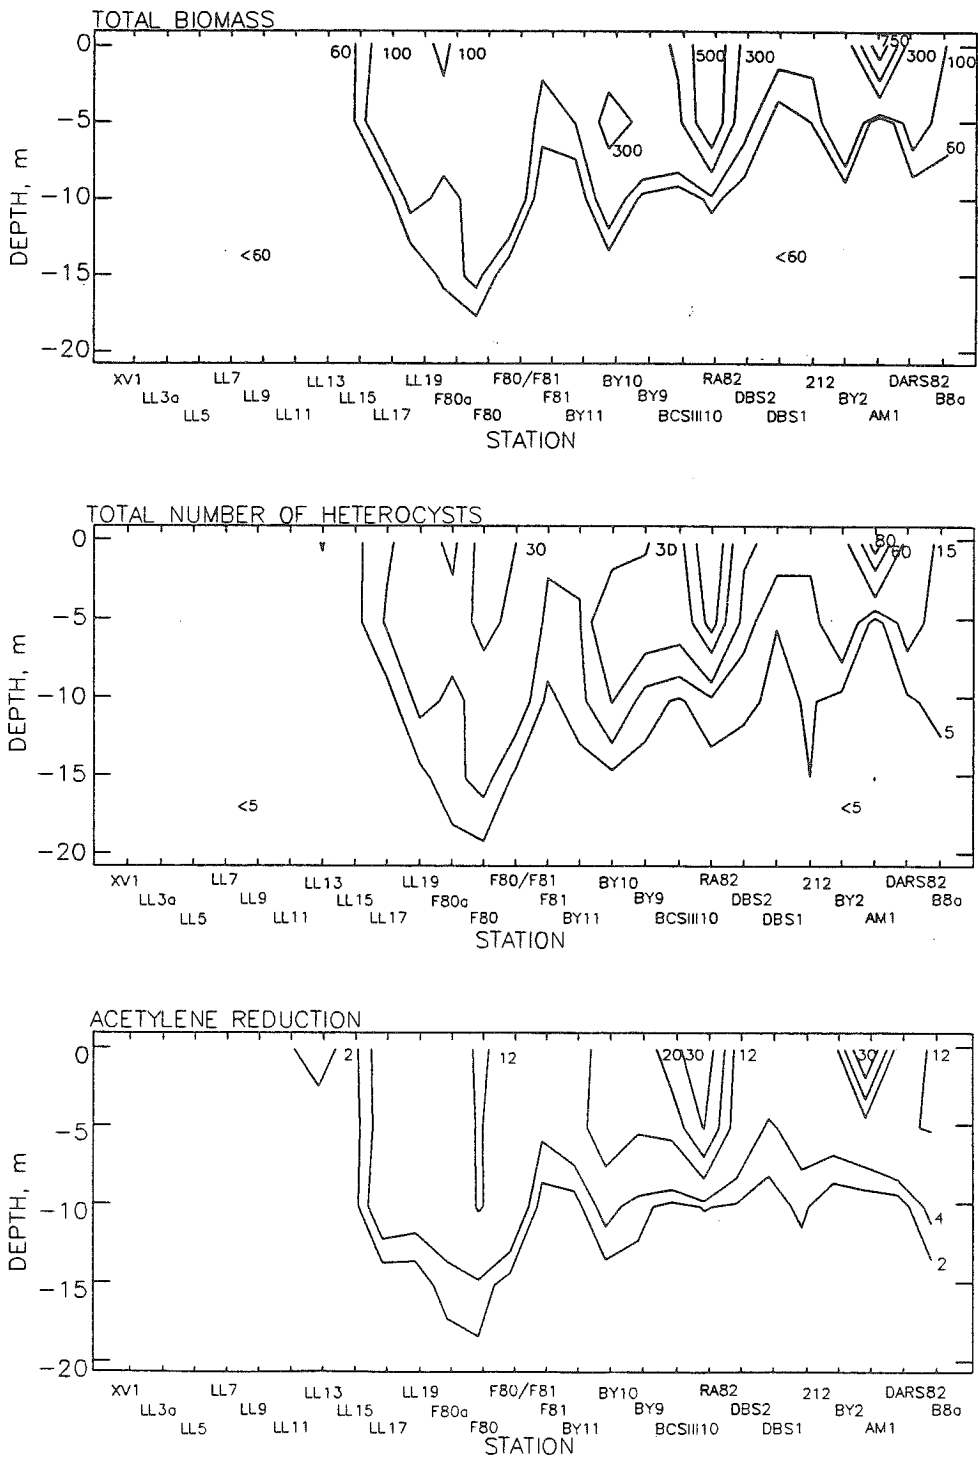 TOTAL BIOMASS
0
-5
-10
-15
-20
DEPTH, m
60 100 100 500 300 750 300 100
300
60
<60 <60
XV1 LL7 LL13 LL19 F80/F81 BY10 RA82 212 DARS82
LL3a LL9 LL15 F80a F81 BY9 DBS2 BY2 B8a
LL5 LL11 LL17 F80 BY11 BCSIII10 DBS1 AM1
STATION
TOTAL NUMBER OF HETEROCYSTS
0
-5
-10
-15
-20
DEPTH, m
30 30 80 60 15
5
<5 <5
XV1 LL7 LL13 LL19 F80/F81 BY10 RA82 212 DARS82
LL3a LL9 LL15 F80a F81 BY9 DBS2 BY2 B8a
LL5 LL11 LL17 F80 BY11 BCSIII10 DBS1 AM1
STATION
ACETYLENE REDUCTION
0
-5
-10
-15
-20
DEPTH, m
2 12 20 30 12 30 12
4
2
XV1 LL7 LL13 LL19 F80/F81 BY10 RA82 212 DARS82
LL3a LL9 LL15 F80a F81 BY9 DBS2 BY2 B8a
LL5 LL11 LL17 F80 BY11 BCSIII10 DBS1 AM1
STATION